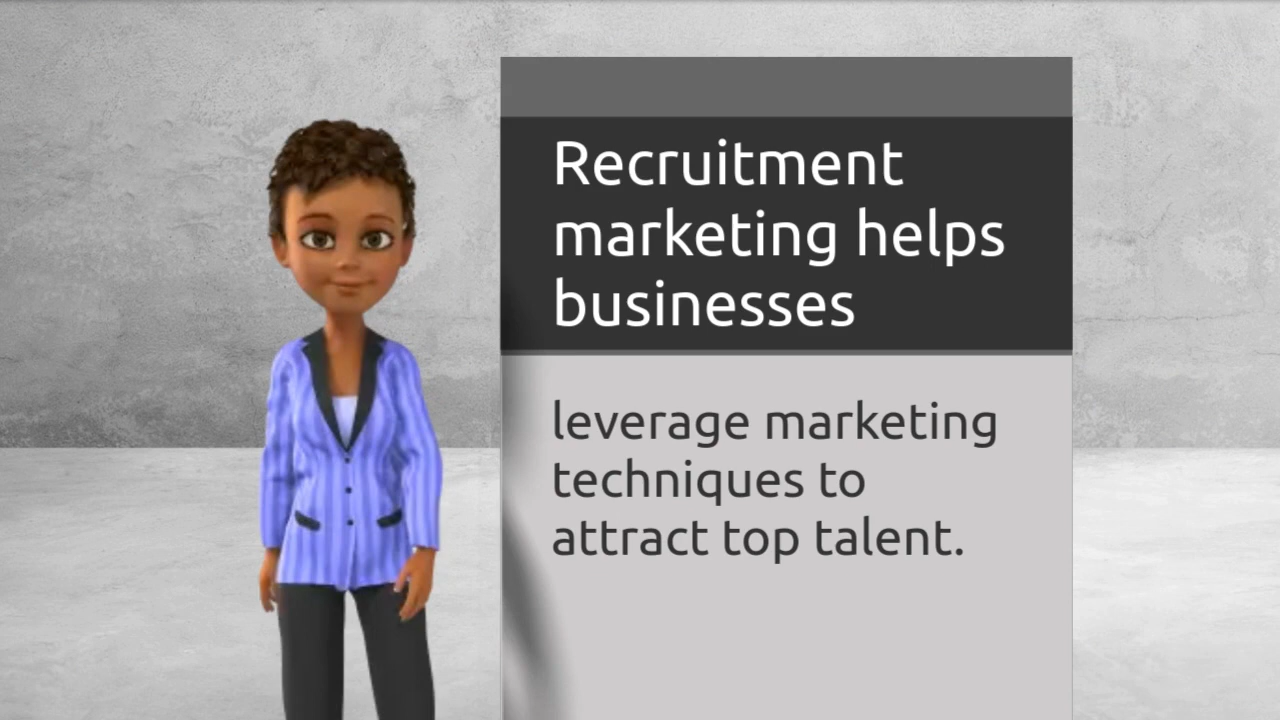 Recruitment
marketing helps
businesses
leverage marketing
techniques to
attract top talent.